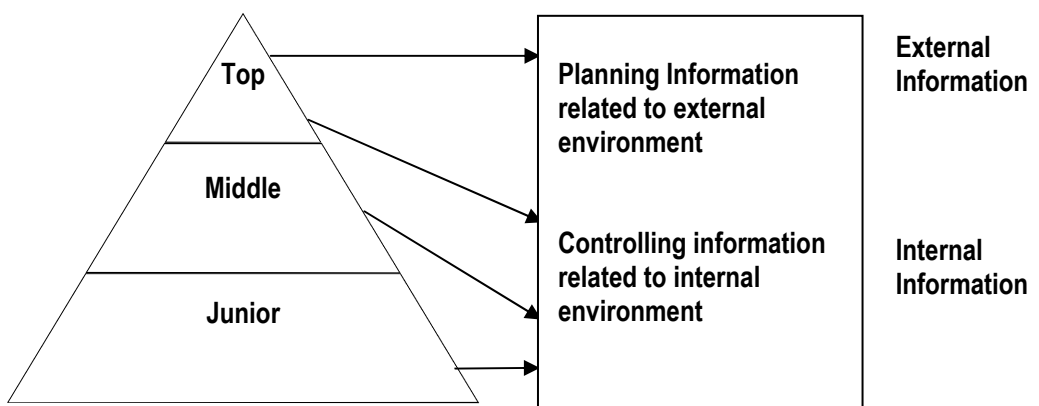 Top
Middle
Junior
Planning Information
related to external
environment
Controlling information
related to internal
environment
External
Information
Internal
Information